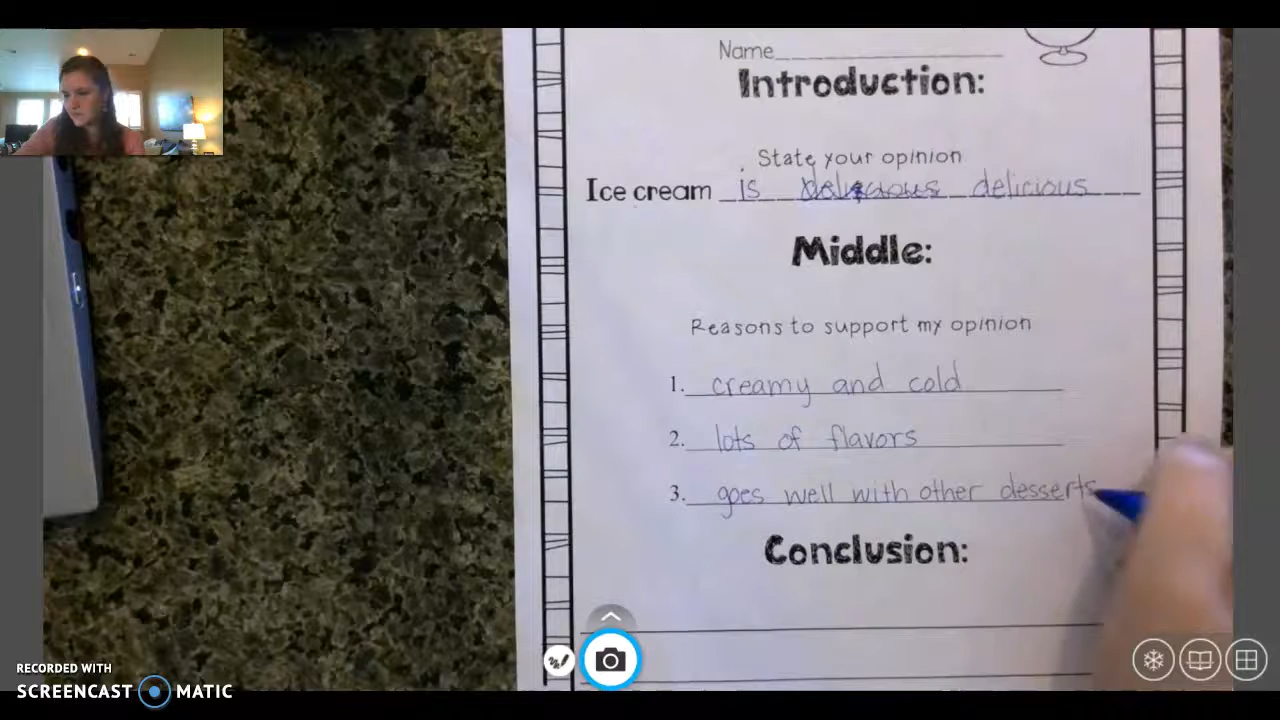 Name
Introduction:
State your opinion
Ice cream is delicious
Middle:
Reasons to support my opinion
1. creamy and cold
2. lots of flavors
3. goes well with other desserts
Conclusion:
RECORDED WITH
SCREENCAST MATIC